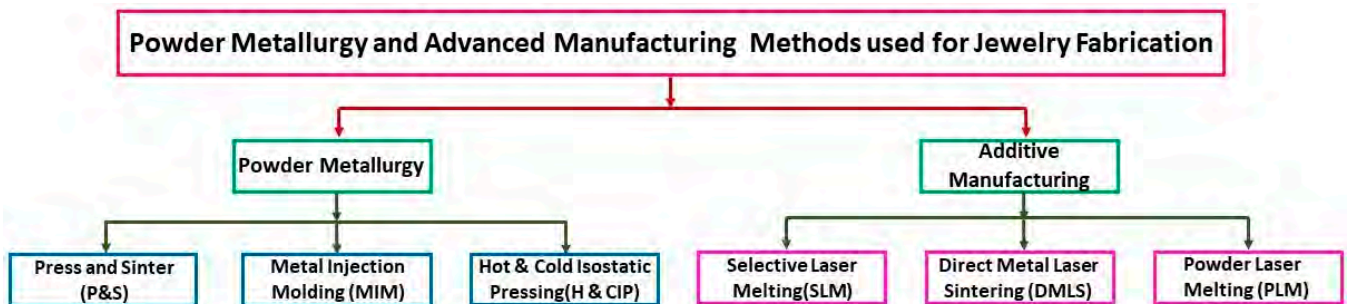 Powder Metallurgy and Advanced Manufacturing Methods used for Jewelry Fabrication
Powder Metallurgy
Additive
Manufacturing
Press and Sinter
(P&S)
Metal Injection
Molding (MIM)
Hot & Cold Isostatic
Pressing(H & CIP)
Selective Laser
Melting(SLM)
Direct Metal Laser
Sintering (DMLS)
Powder Laser
Melting (PLM)